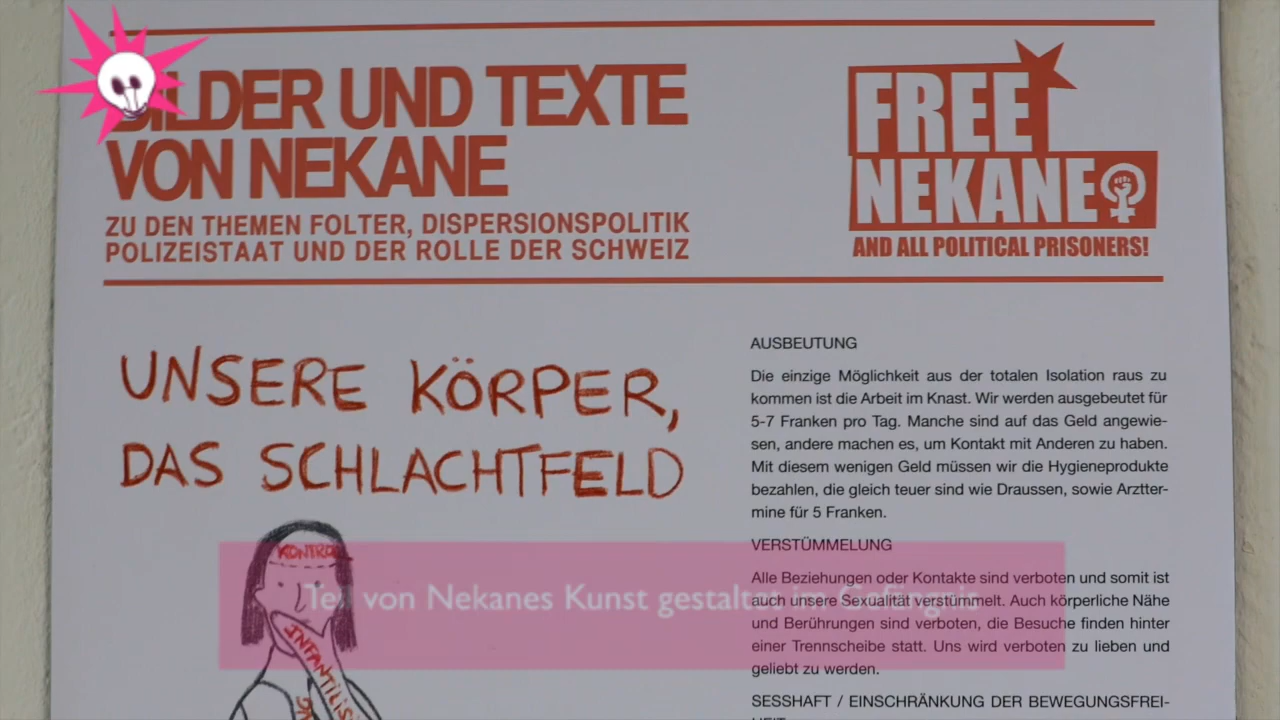 BILDER UND TEXTE
VON NEKANE
ZU DEN THEMEN FOLTER, DISPERSIONSPOLITIK
POLIZEISTAAT UND DER ROLLE DER SCHWEIZ
FREE
NEKANE
AND ALL POLITICAL PRISONERS!
UNSERE KÖRPER,
DAS SCHLACHTFELD
KONTROL
INFANTILIS
AUSBEUTUNG
Die einzige Möglichkeit aus der totalen Isolation raus zu
kommen ist die Arbeit im Knast. Wir werden ausgebeutet für
5-7 Franken pro Tag. Manche sind auf das Geld angewie-
sen, andere machen es, um Kontakt mit Anderen zu haben.
Mit diesem wenigen Geld müssen wir die Hygieneprodukte
bezahlen, die gleich teuer sind wie Draussen, sowie Arztter-
mine für 5 Franken.
VERSTÜMMELUNG
Alle Beziehungen oder Kontakte sind verboten und somit ist
auch unsere Sexualität verstümmelt. Auch körperliche Nähe
und Berührungen sind verboten, die Besuche finden hinter
einer Trennscheibe statt. Uns wird verboten zu lieben und
geliebt zu werden.
SESSHAFT / EINSCHRÄNKUNG DER BEWEGUNGSFREI-
HEIT
Teil von Nekanes Kunst gestaltet im Gefängnis